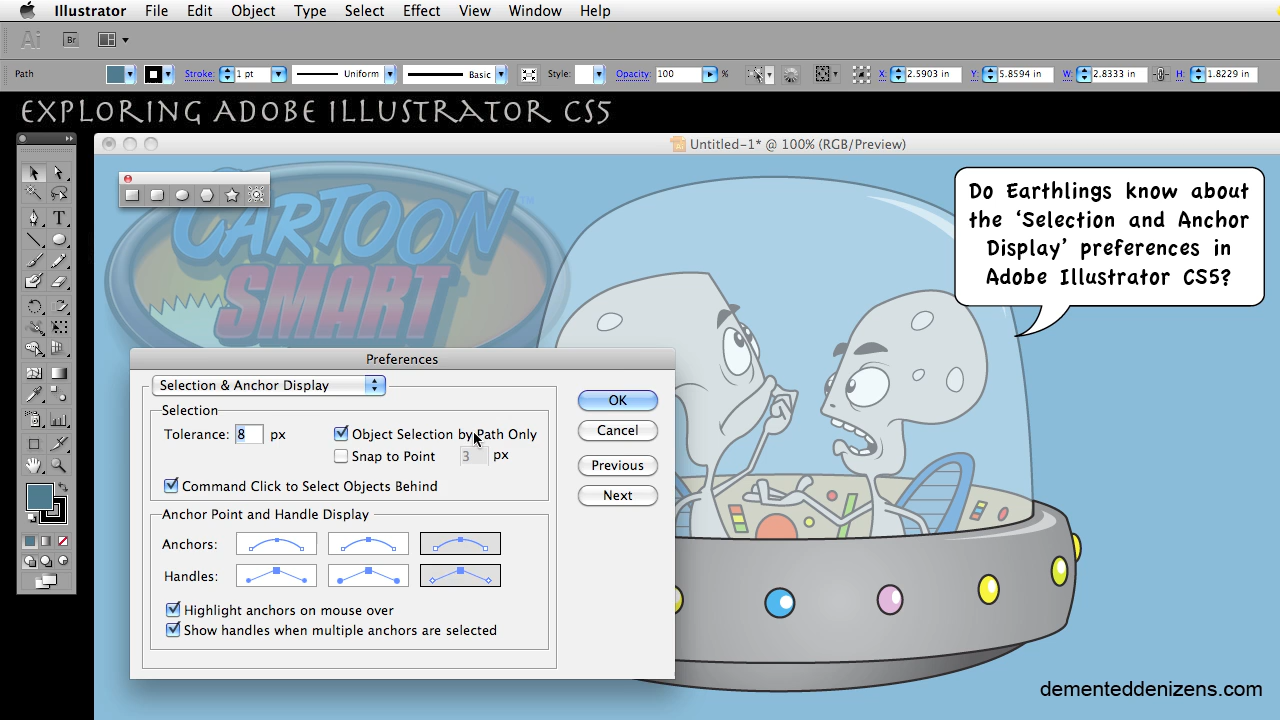 Illustrator File Edit Object Type Select Effect View Window Help
Ai Br
Path Stroke: 1 pt Uniform Basic Style: Opacity: 100 % X: 2.5903 in Y: 5.8594 in W: 2.8333 in H: 1.8229 in
EXPLORING ADOBE ILLUSTRATOR CS5
Untitled-1* @ 100% (RGB/Preview)
CARTOON
TM
SMART
Do Earthlings know about
the ‘Selection and Anchor
Display’ preferences in
Adobe Illustrator CS5?
Preferences
Selection & Anchor Display
OK
Cancel
Previous
Next
Selection
Tolerance: 8 px
Object Selection by Path Only
Snap to Point 3 px
Command Click to Select Objects Behind
Anchor Point and Handle Display
Anchors:
Handles:
Highlight anchors on mouse over
Show handles when multiple anchors are selected
T
dementeddenizens.com